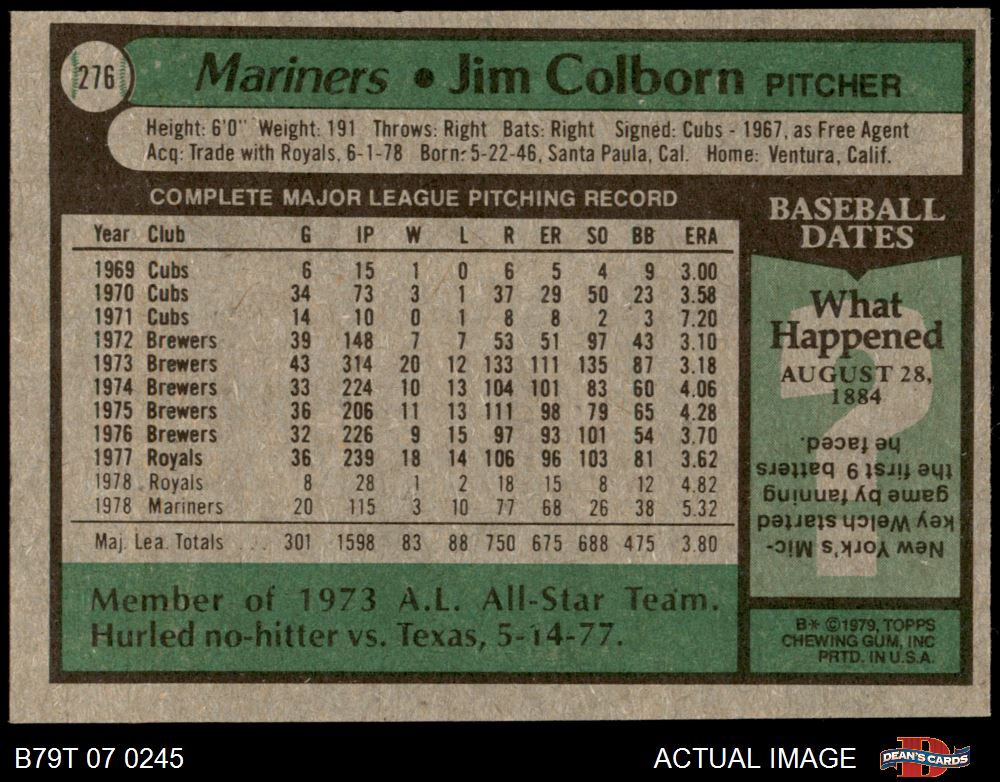 276
Mariners • Jim Colborn PITCHER
Height: 6'0" Weight: 191 Throws: Right Bats: Right Signed: Cubs - 1967, as Free Agent
Acq: Trade with Royals, 6-1-78 Born: 5-22-46, Santa Paula, Cal. Home: Ventura, Calif.
COMPLETE MAJOR LEAGUE PITCHING RECORD
Year Club G IP W L R ER SO BB ERA
1969 Cubs 6 15 1 0 6 5 4 9 3.00
1970 Cubs 34 73 3 1 37 29 50 23 3.58
1971 Cubs 14 10 0 1 8 8 2 3 7.20
1972 Brewers 39 148 7 7 53 51 97 43 3.10
1973 Brewers 43 314 20 12 133 111 135 87 3.18
1974 Brewers 33 224 10 13 104 101 83 60 4.06
1975 Brewers 36 206 11 13 111 98 79 65 4.28
1976 Brewers 32 226 9 15 97 93 101 54 3.70
1977 Royals 36 239 18 14 106 96 103 81 3.62
1978 Royals 8 28 1 2 18 15 8 12 4.82
1978 Mariners 20 115 3 10 77 68 26 38 5.32
Maj. Lea. Totals ... 301 1598 83 88 750 675 688 475 3.80
Member of 1973 A.L. All-Star Team.
Hurled no-hitter vs. Texas, 5-14-77.
BASEBALL
DATES
What
Happened
AUGUST 28,
1884
New York's Mic-
key Welch started
game by fanning
the first 9 batters
he faced.
B* ©1979, TOPPS
CHEWING GUM, INC
PRTD. IN U.S.A.
B79T 07 0245
ACTUAL IMAGE
DEAN'S CARDS